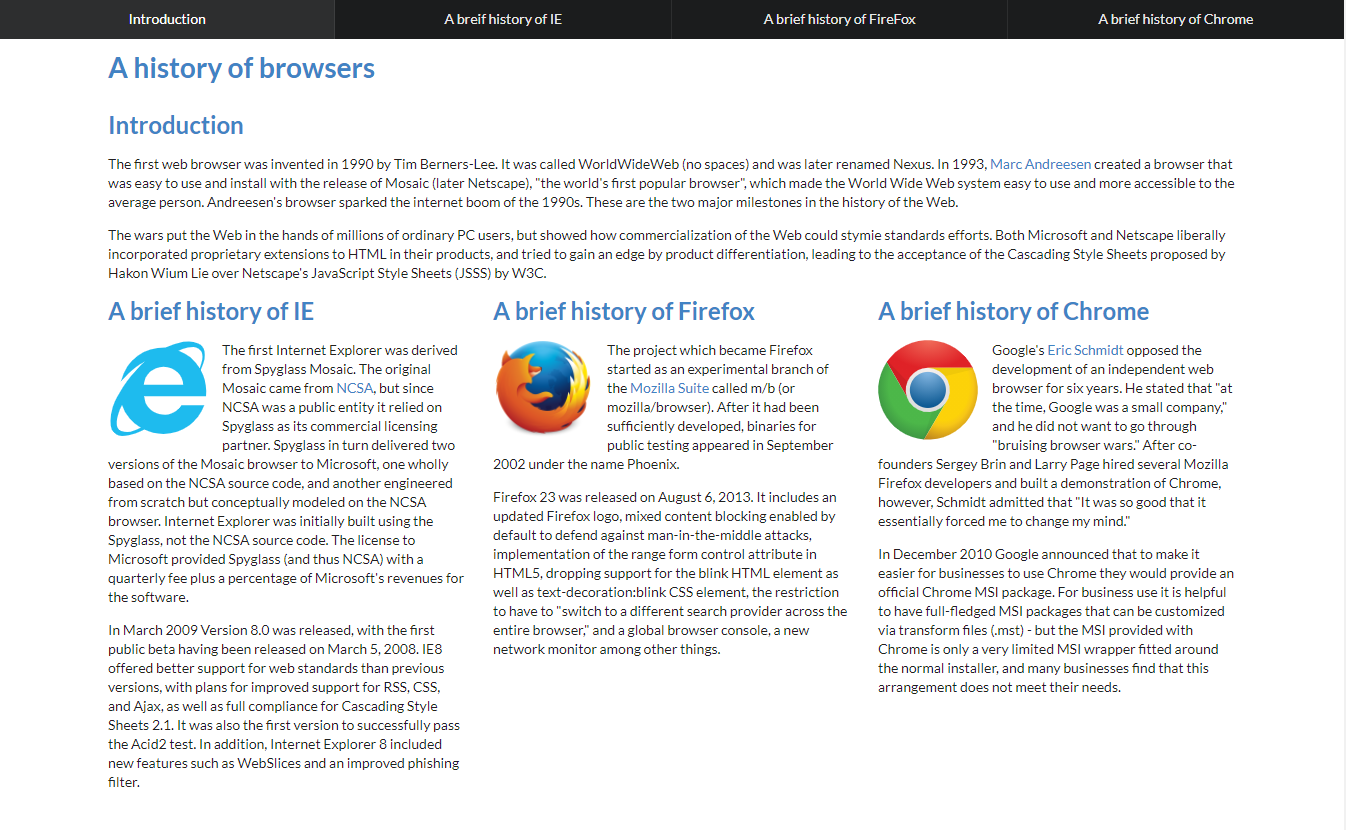 Introduction
A breif history of IE
A brief history of FireFox
A brief history of Chrome
A history of browsers
Introduction
The first web browser was invented in 1990 by Tim Berners-Lee. It was called WorldWideWeb (no spaces) and was later renamed Nexus. In 1993, Marc Andreesen created a browser that
was easy to use and install with the release of Mosaic (later Netscape), "the world's first popular browser", which made the World Wide Web system easy to use and more accessible to the
average person. Andreesen's browser sparked the internet boom of the 1990s. These are the two major milestones in the history of the Web.
The wars put the Web in the hands of millions of ordinary PC users, but showed how commercialization of the Web could stymie standards efforts. Both Microsoft and Netscape liberally
incorporated proprietary extensions to HTML in their products, and tried to gain an edge by product differentiation, leading to the acceptance of the Cascading Style Sheets proposed by
Hakon Wium Lie over Netscape's JavaScript Style Sheets (JSSS) by W3C.
A brief history of IE
The first Internet Explorer was derived
from Spyglass Mosaic. The original
Mosaic came from NCSA, but since
NCSA was a public entity it relied on
Spyglass as its commercial licensing
partner. Spyglass in turn delivered two
versions of the Mosaic browser to Microsoft, one wholly
based on the NCSA source code, and another engineered
from scratch but conceptually modeled on the NCSA
browser. Internet Explorer was initially built using the
Spyglass, not the NCSA source code. The license to
Microsoft provided Spyglass (and thus NCSA) with a
quarterly fee plus a percentage of Microsoft's revenues for
the software.
In March 2009 Version 8.0 was released, with the first
public beta having been released on March 5, 2008. IE8
offered better support for web standards than previous
versions, with plans for improved support for RSS, CSS,
and Ajax, as well as full compliance for Cascading Style
Sheets 2.1. It was also the first version to successfully pass
the Acid2 test. In addition, Internet Explorer 8 included
new features such as WebSlices and an improved phishing
filter.
A brief history of Firefox
The project which became Firefox
started as an experimental branch of
the Mozilla Suite called m/b (or
mozilla/browser). After it had been
sufficiently developed, binaries for
public testing appeared in September
2002 under the name Phoenix.
Firefox 23 was released on August 6, 2013. It includes an
updated Firefox logo, mixed content blocking enabled by
default to defend against man-in-the-middle attacks,
implementation of the range form control attribute in
HTML5, dropping support for the blink HTML element as
well as text-decoration:blink CSS element, the restriction
to have to "switch to a different search provider across the
entire browser," and a global browser console, a new
network monitor among other things.
A brief history of Chrome
Google's Eric Schmidt opposed the
development of an independent web
browser for six years. He stated that "at
the time, Google was a small company,"
and he did not want to go through
"bruising browser wars." After co-
founders Sergey Brin and Larry Page hired several Mozilla
Firefox developers and built a demonstration of Chrome,
however, Schmidt admitted that "It was so good that it
essentially forced me to change my mind."
In December 2010 Google announced that to make it
easier for businesses to use Chrome they would provide an
official Chrome MSI package. For business use it is helpful
to have full-fledged MSI packages that can be customized
via transform files (.mst) - but the MSI provided with
Chrome is only a very limited MSI wrapper fitted around
the normal installer, and many businesses find that this
arrangement does not meet their needs.